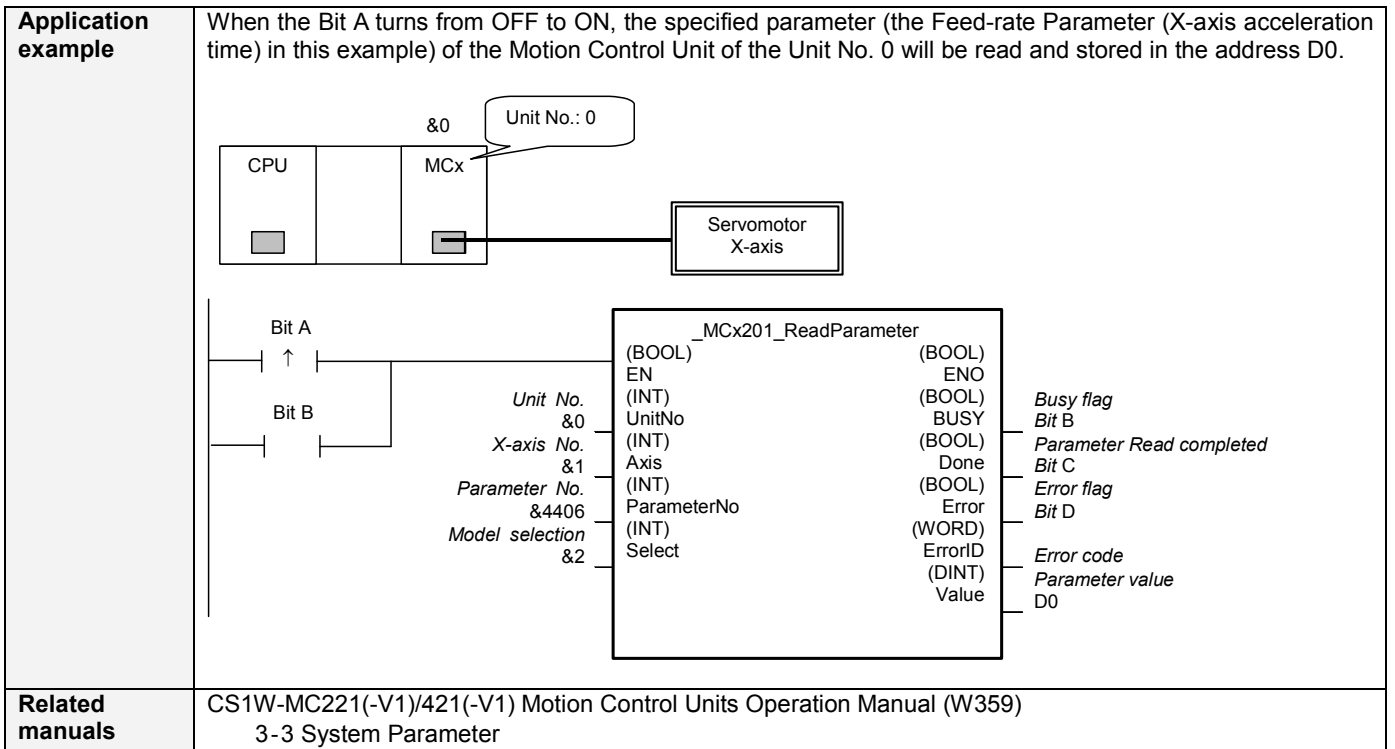 Application example
When the Bit A turns from OFF to ON, the specified parameter (the Feed-rate Parameter (X-axis acceleration
time) in this example) of the Motion Control Unit of the Unit No. 0 will be read and stored in the address D0.
&0
Unit No.: 0
CPU
MCx
Servomotor
X-axis
Bit A
↑
Bit B
_MCx201_ReadParameter
(BOOL)
EN
(INT)
UnitNo
(INT)
Axis
(INT)
ParameterNo
(INT)
Select
Unit No.
&0
X-axis No.
&1
Parameter No.
&4406
Model selection
&2
(BOOL)
ENO
(BOOL)
BUSY
(BOOL)
Done
(BOOL)
Error
(WORD)
ErrorID
(DINT)
Value
Busy flag
Bit B
Parameter Read completed
Bit C
Error flag
Bit D
Error code
Parameter value
D0
Related manuals
CS1W-MC221(-V1)/421(-V1) Motion Control Units Operation Manual (W359)
3-3 System Parameter